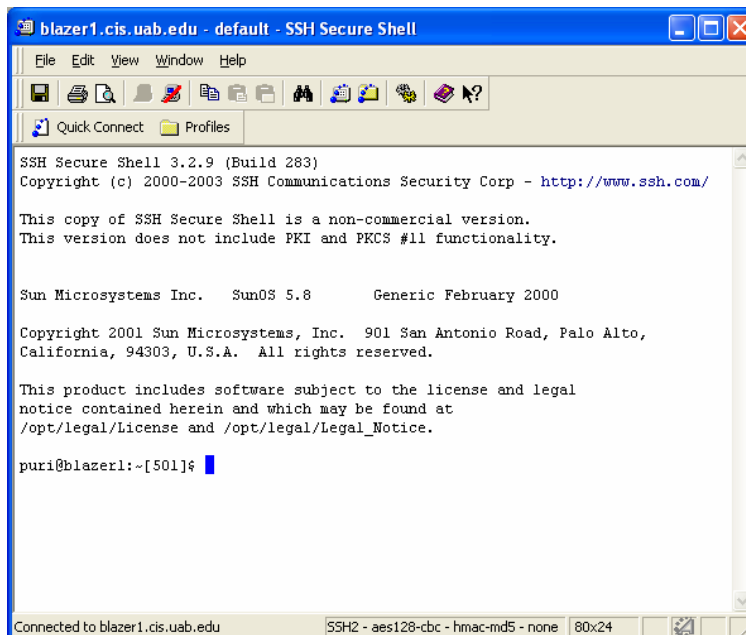 blazer1.cis.uab.edu - default - SSH Secure Shell
File Edit View Window Help
Quick Connect Profiles
SSH Secure Shell 3.2.9 (Build 283)
Copyright (c) 2000-2003 SSH Communications Security Corp - http://www.ssh.com/
This copy of SSH Secure Shell is a non-commercial version.
This version does not include PKI and PKCS #11 functionality.
Sun Microsystems Inc. SunOS 5.8 Generic February 2000
Copyright 2001 Sun Microsystems, Inc. 901 San Antonio Road, Palo Alto,
California, 94303, U.S.A. All rights reserved.
This product includes software subject to the license and legal
notice contained herein and which may be found at
/opt/legal/License and /opt/legal/Legal_Notice.
puri@blazer1:~[501]$
Connected to blazer1.cis.uab.edu SSH2 - aes128-cbc - hmac-md5 - none 80x24